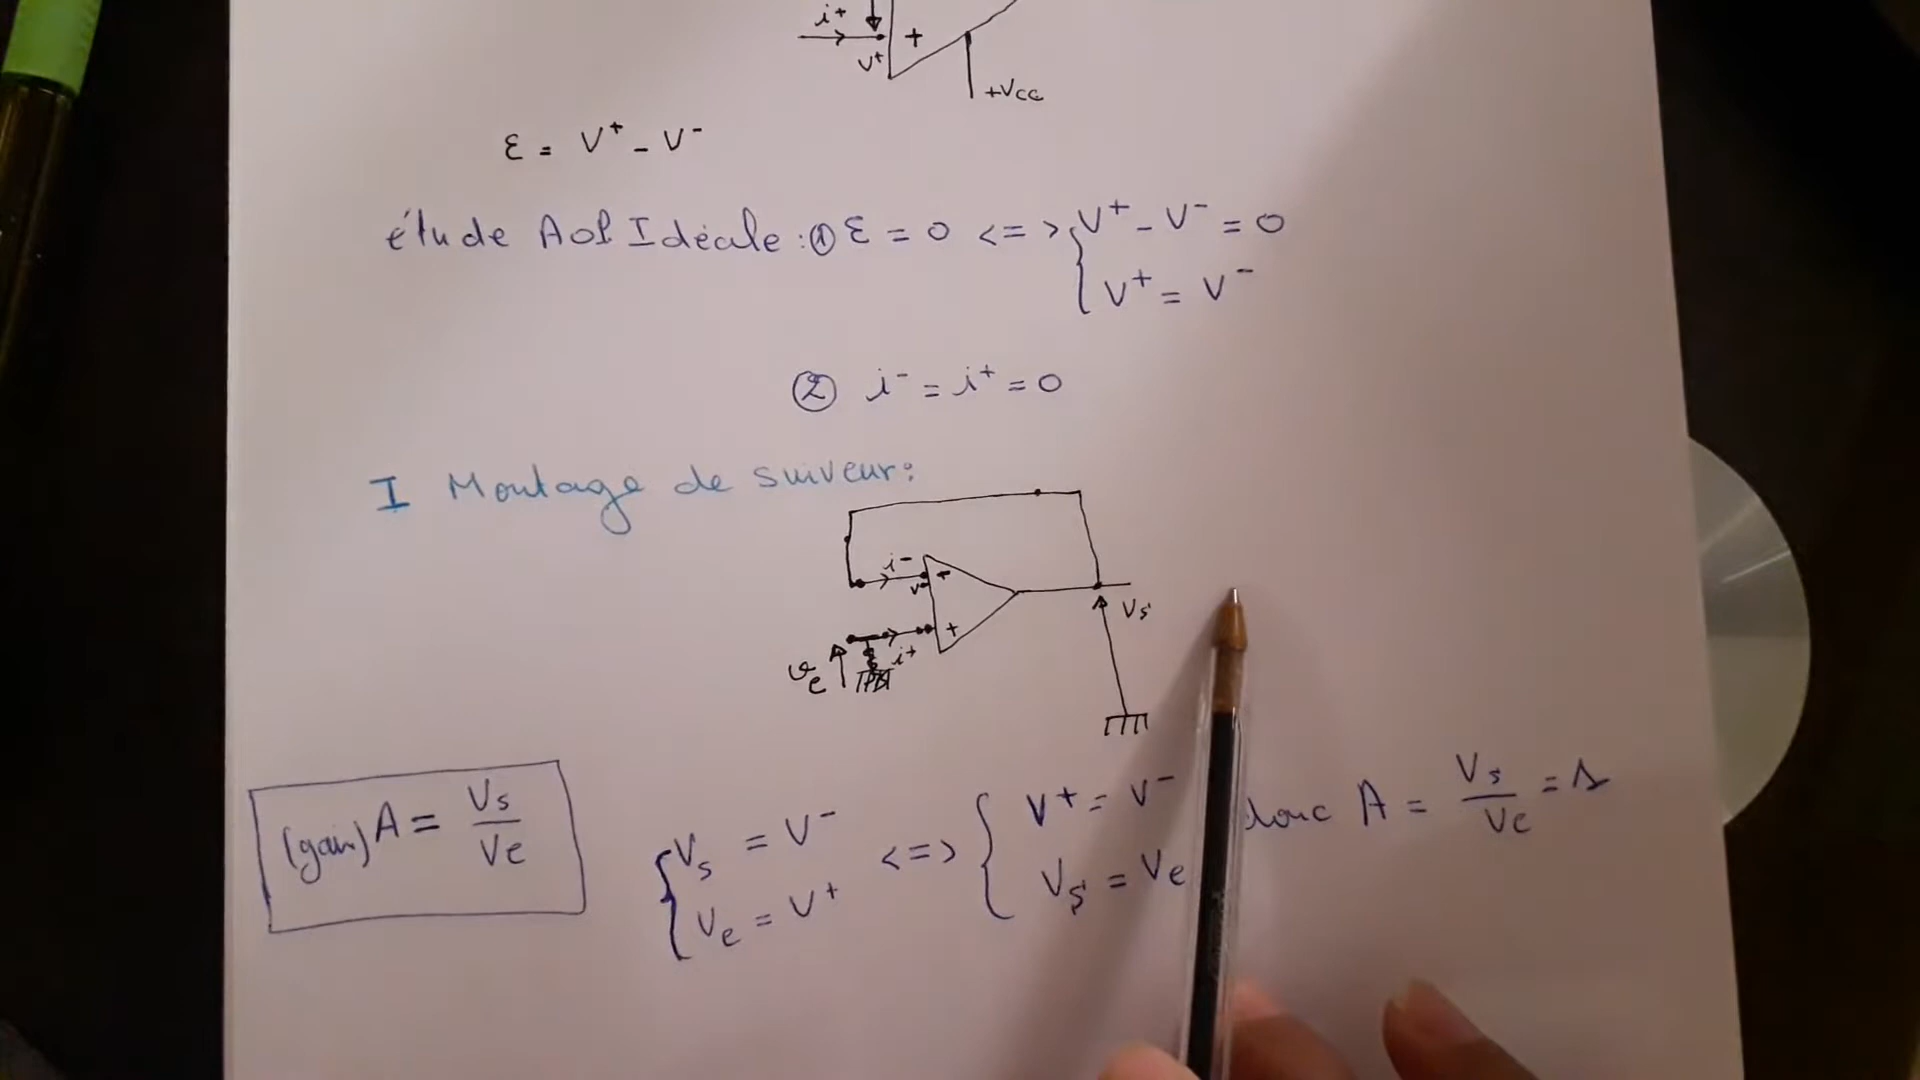 i+
V+
+
+Vcc
ε = V+ - V-
étude Aop Idéale : ① ε = 0 <=> { V+ - V- = 0
V+ = V-
② i- = i+ = 0
I Montage de suiveur:
i-
V-
+
Vs
+
i+
ve
(gain) A = Vs/Ve
{ Vs = V-
Ve = V+
<=> { V+ = V-
Vs = Ve
donc A = Vs/Ve = 1